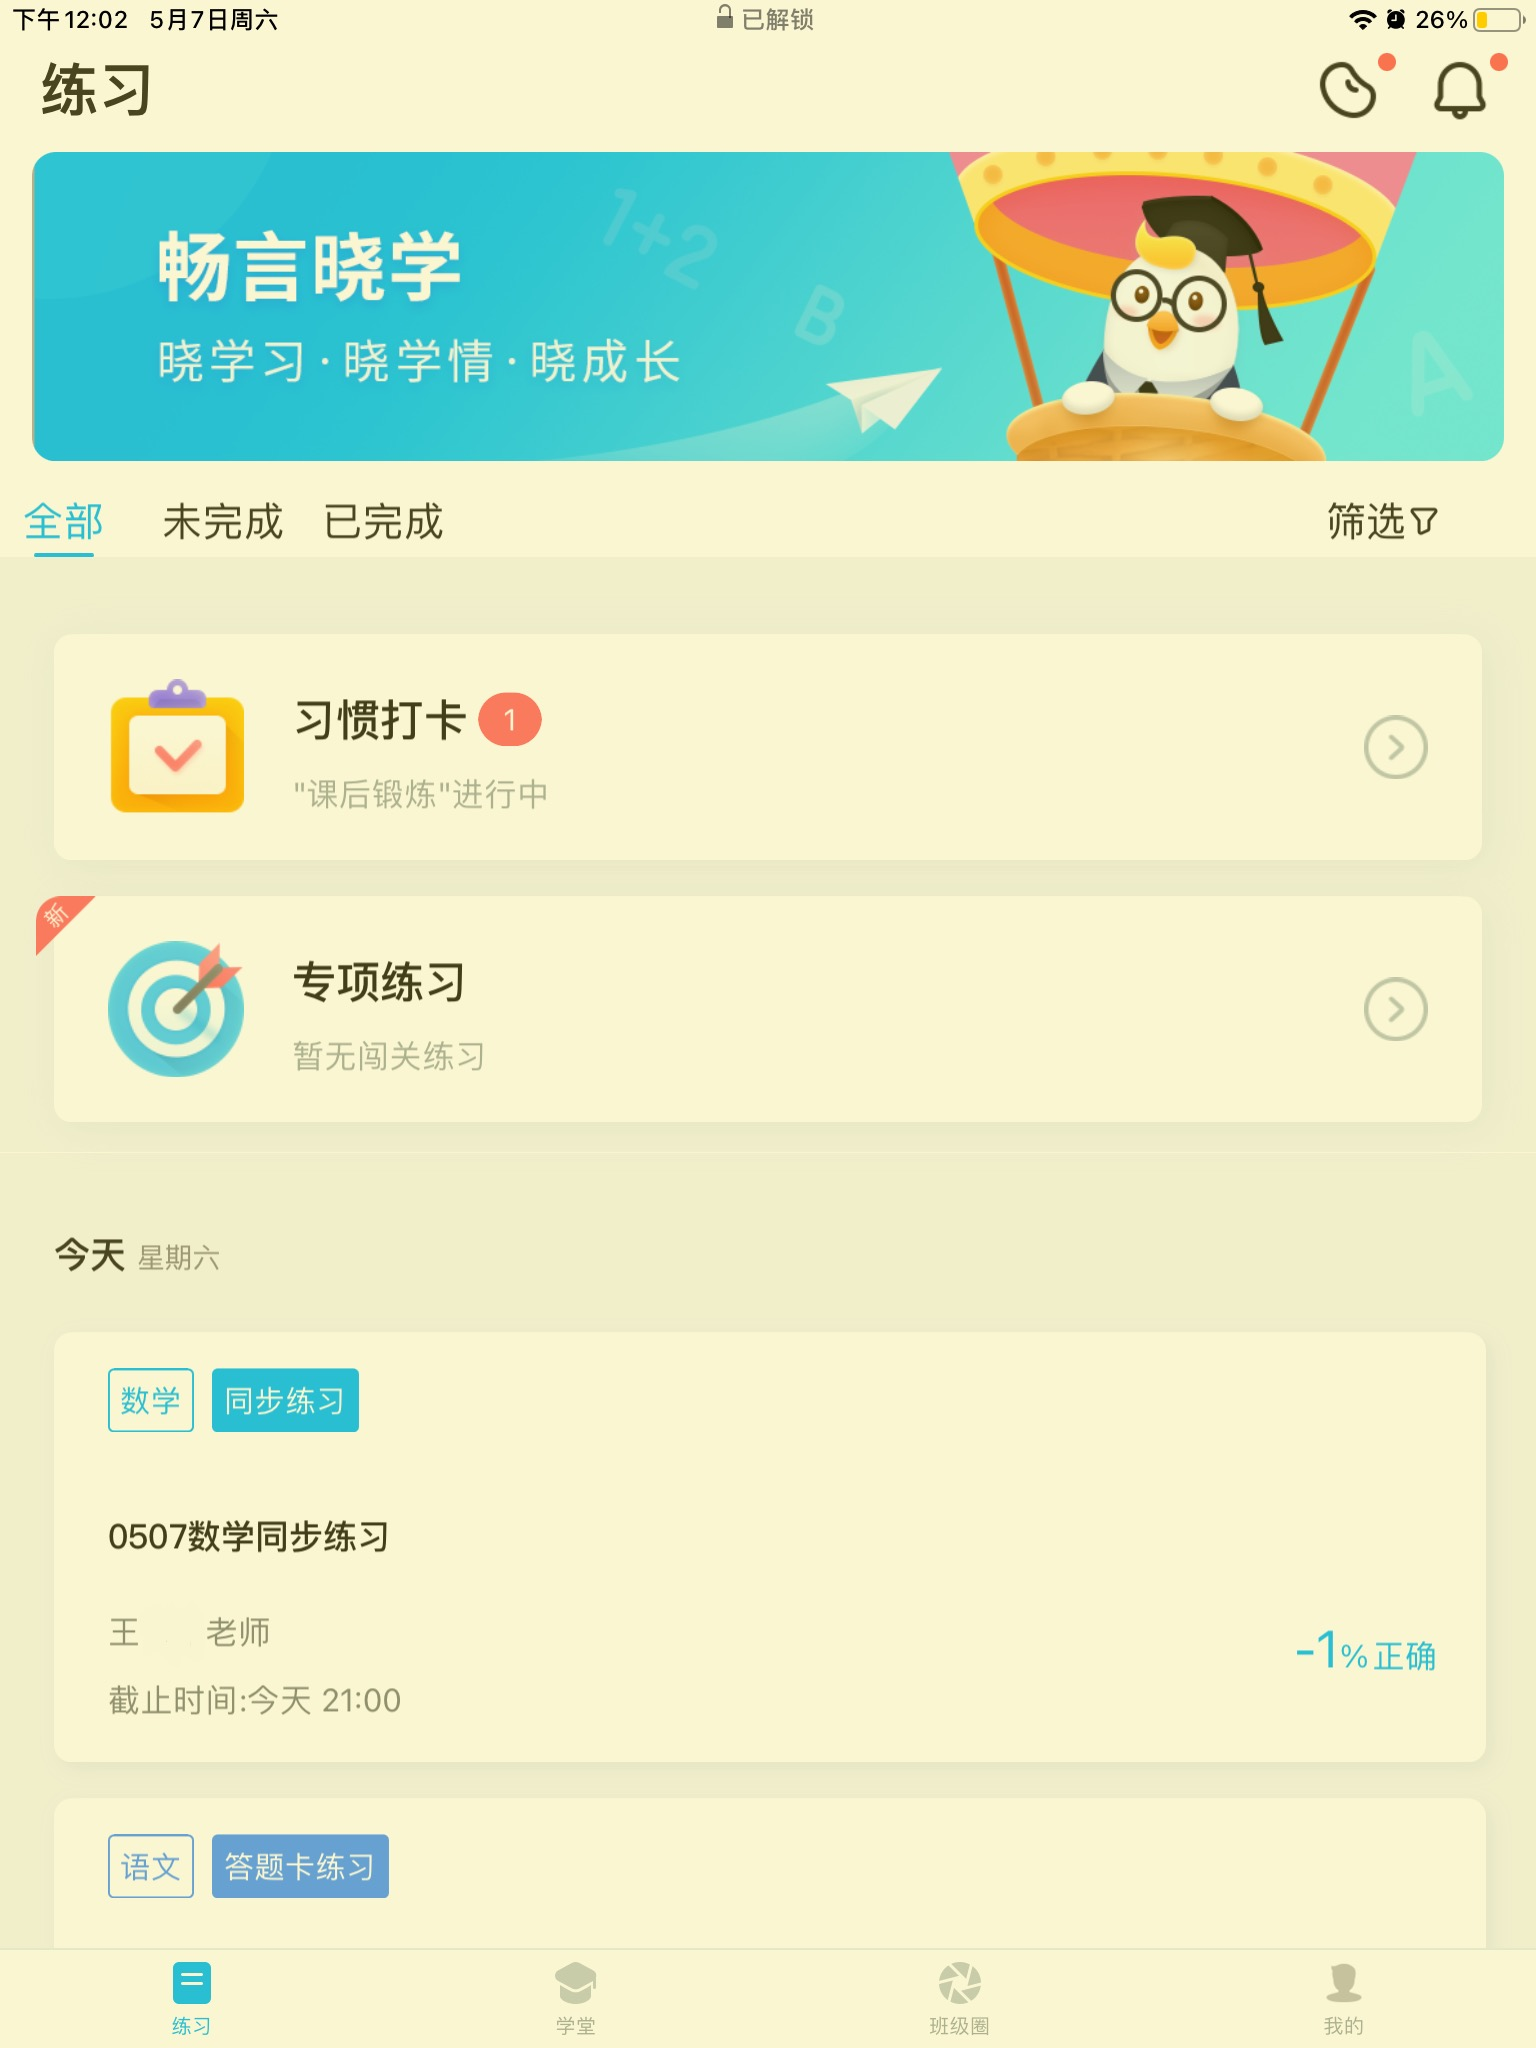 下午12:02 5月7日周六
已解锁
26%
练习
1+2
B
A
畅言晓学
晓学习·晓学情·晓成长
全部 未完成 已完成 筛选
习惯打卡 1
"课后锻炼"进行中
新
专项练习
暂无闯关练习
今天 星期六
数学 同步练习
0507数学同步练习
王 老师
-1%正确
截止时间:今天 21:00
语文 答题卡练习
练习 学堂 班级圈 我的